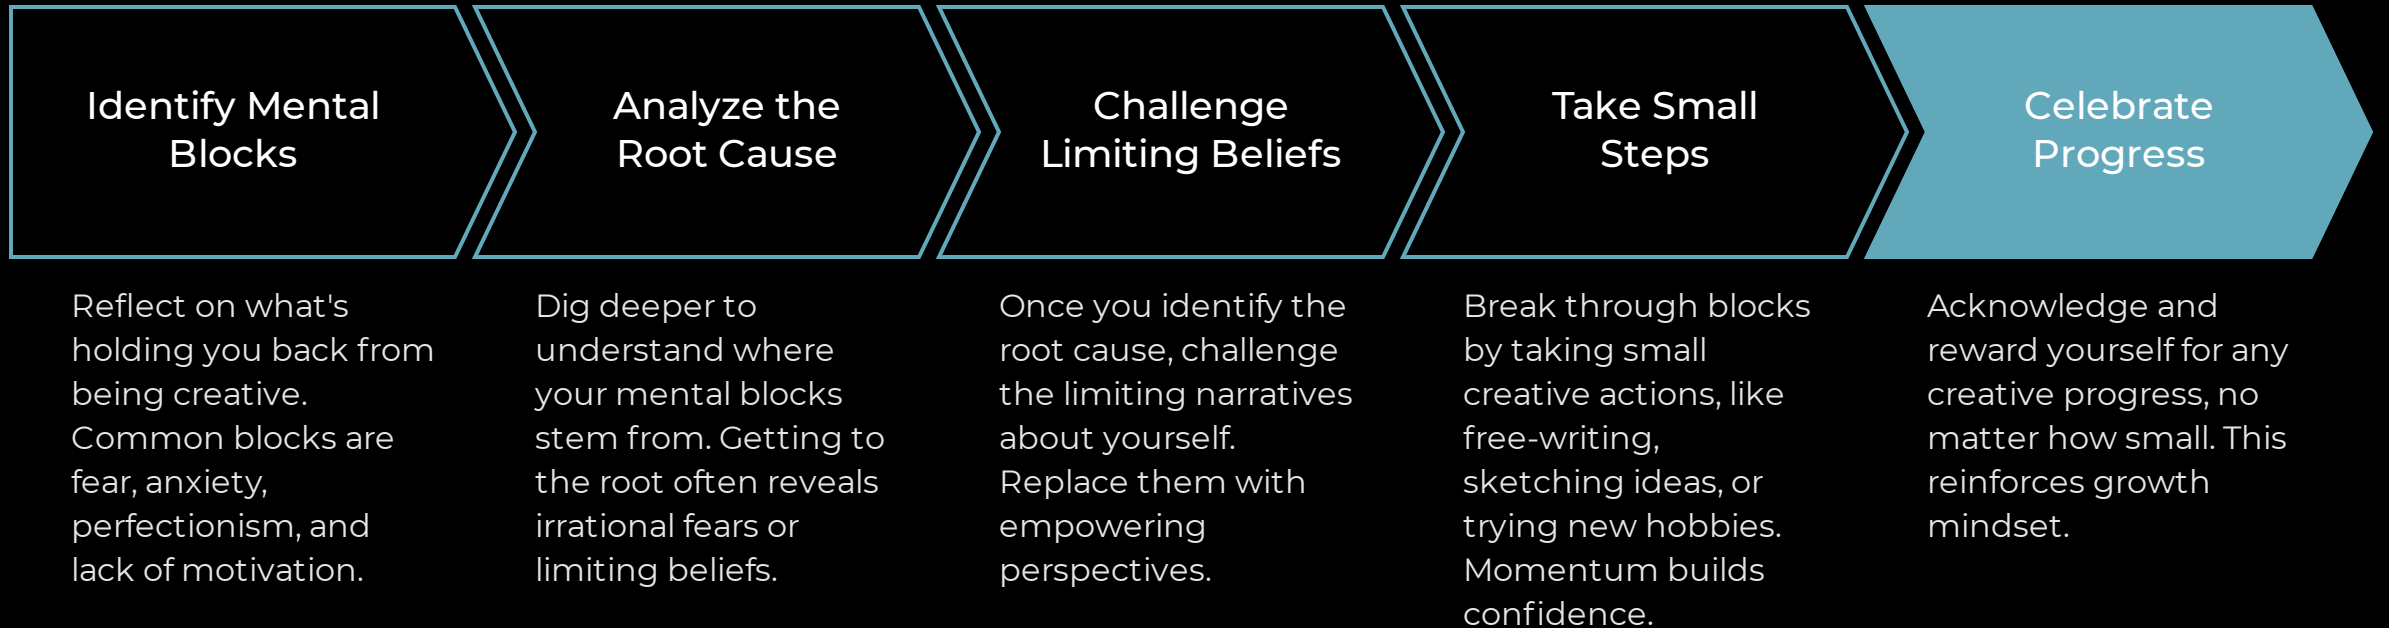 Identify Mental
Blocks
Reflect on what's
holding you back from
being creative.
Common blocks are
fear, anxiety,
perfectionism, and
lack of motivation.
Analyze the
Root Cause
Dig deeper to
understand where
your mental blocks
stem from. Getting to
the root often reveals
irrational fears or
limiting beliefs.
Challenge
Limiting Beliefs
Once you identify the
root cause, challenge
the limiting narratives
about yourself.
Replace them with
empowering
perspectives.
Take Small
Steps
Break through blocks
by taking small
creative actions, like
free-writing,
sketching ideas, or
trying new hobbies.
Momentum builds
confidence.
Celebrate
Progress
Acknowledge and
reward yourself for any
creative progress, no
matter how small. This
reinforces growth
mindset.